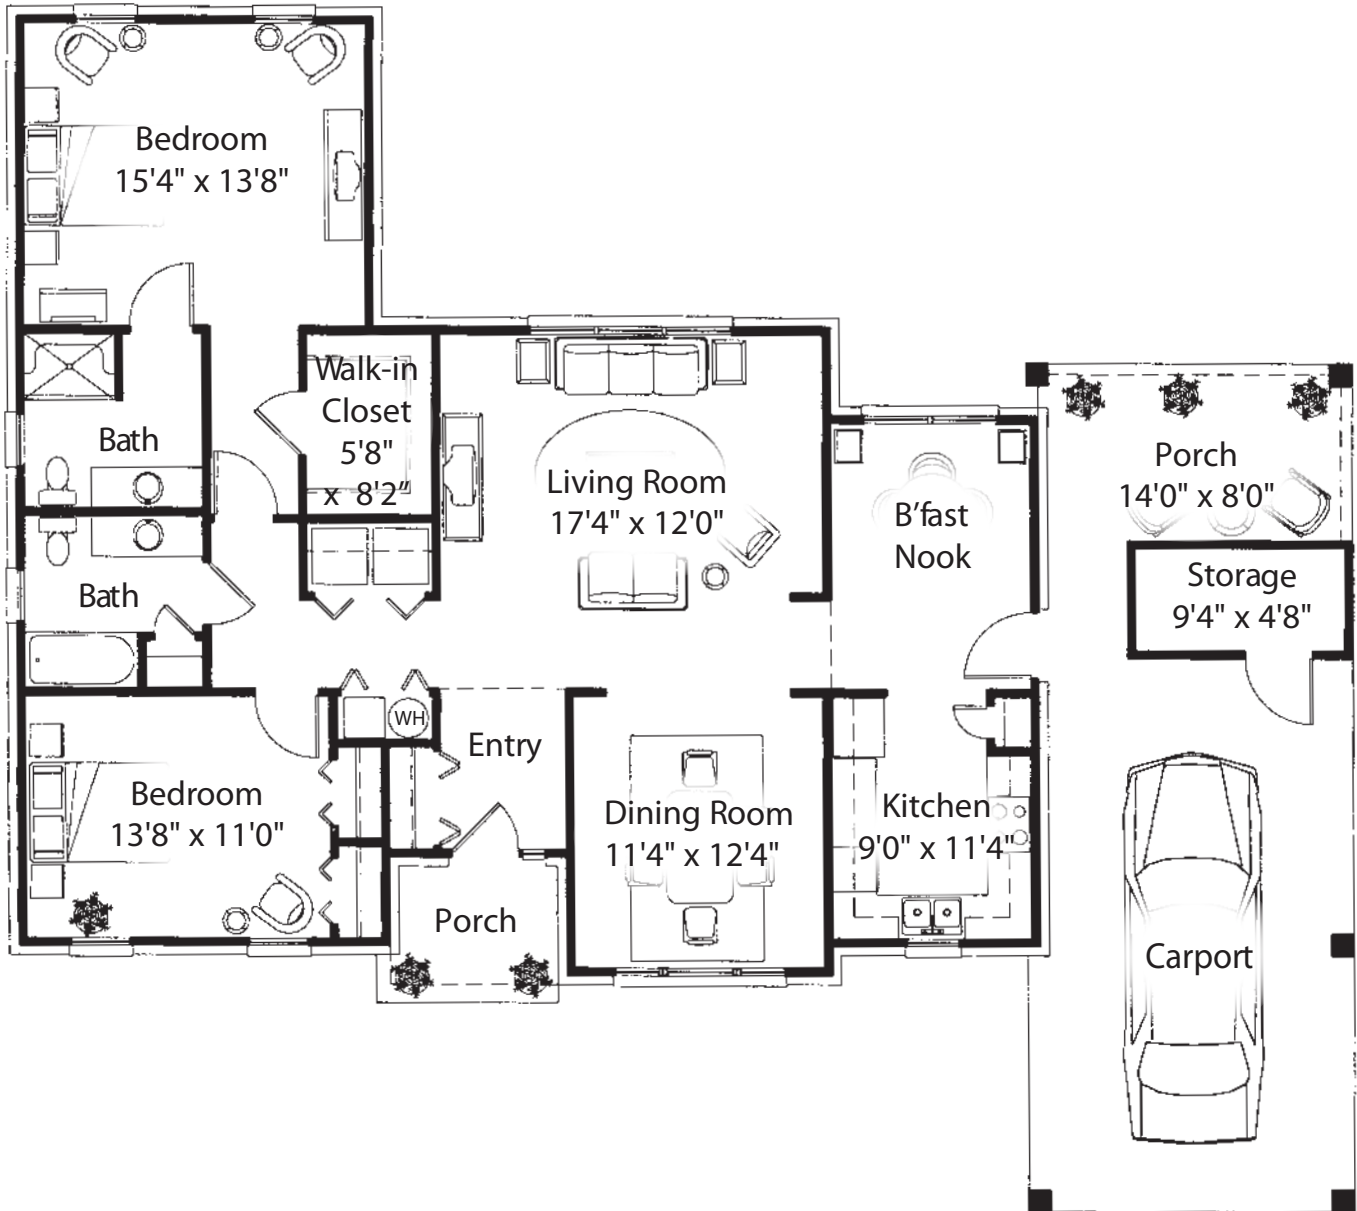 Bedroom
15'4" x 13'8"
Walk-in
Closet
5'8"
x 8'2"
Bath
Living Room
17'4" x 12'0"
B'fast
Nook
Porch
14'0" x 8'0"
Storage
9'4" x 4'8"
Bath
WH
Entry
Bedroom
13'8" x 11'0"
Dining Room
11'4" x 12'4"
Kitchen
9'0" x 11'4"
Porch
Carport